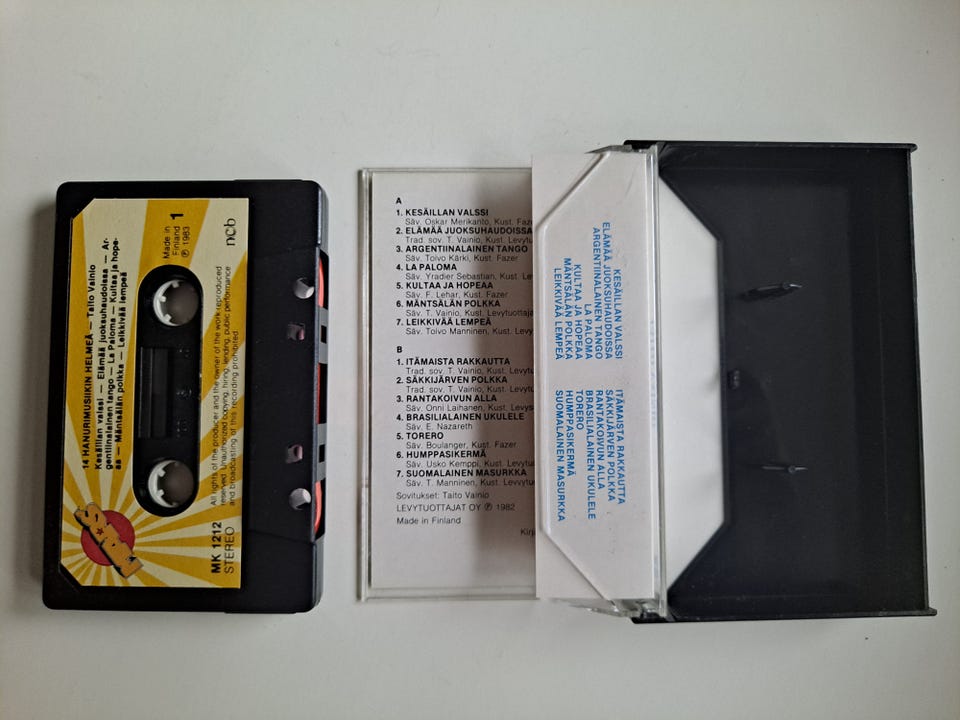 14 HANURIMUSIIKIN HELMEÄ — Taito Vainio
Kesäillan valssi — Elämää juoksuhaudoissa — Ar-
gentiinalainen tango — La Paloma — Kultaa ja hope-
aa — Mäntsälän polkka — Leikkivää lempeä
Made in
Finland
℗ 1983
1
ncb
All rights of the producer and the owner of the work reproduced
reserved. Unauthorized copying, hiring, lending, public performance
and broadcasting of this recording prohibited.
MK 1212
STEREO
A
1. KESÄILLAN VALSSI
Säv. Oskar Merikanto, Kust. Faze
2. ELÄMÄÄ JUOKSUHAUDOISSA
Trad. sov. T. Vainio, Kust. Levytu
3. ARGENTIINALAINEN TANGO
Säv. Toivo Kärki, Kust. Fazer
4. LA PALOMA
Säv. Yradier Sebastian, Kust. Le
5. KULTAA JA HOPEAA
Säv. F. Lehar, Kust. Fazer
6. MÄNTSÄLÄN POLKKA
Säv. T. Vainio, Kust. Levytuottaja
7. LEIKKIVÄÄ LEMPEÄ
Säv. Toivo Manninen, Kust. Levy
B
1. ITÄMAISTA RAKKAUTTA
Trad. sov. T. Vainio, Kust. Levytu
2. SÄKKIJÄRVEN POLKKA
Trad. sov. T. Vainio, Kust. Levytu
3. RANTAKOIVUN ALLA
Säv. Onni Laihanen, Kust. Levyt
4. BRASILIALAINEN UKULELE
Säv. E. Nazareth
5. TORERO
Säv. Boulanger, Kust. Fazer
6. HUMPPASIKERMÄ
Säv. Usko Kemppi, Kust. Levytu
7. SUOMALAINEN MASURKKA
Säv. T. Manninen, Kust. Levytuo
Sovitukset: Taito Vainio
LEVYTUOTTAJAT OY ℗ 1982
Made in Finland
Kirja
KESÄILLAN VALSSI
ELÄMÄÄ JUOKSUHAUDOISSA
ARGENTIINALAINEN TANGO
LA PALOMA
KULTAA JA HOPEAA
MÄNTSÄLÄN POLKKA
LEIKKIVÄÄ LEMPEÄ
ITÄMAISTA RAKKAUTTA
SÄKKIJÄRVEN POLKKA
RANTAKOIVUN ALLA
BRASILIALAINEN UKULELE
TORERO
HUMPPASIKERMÄ
SUOMALAINEN MASURKKA